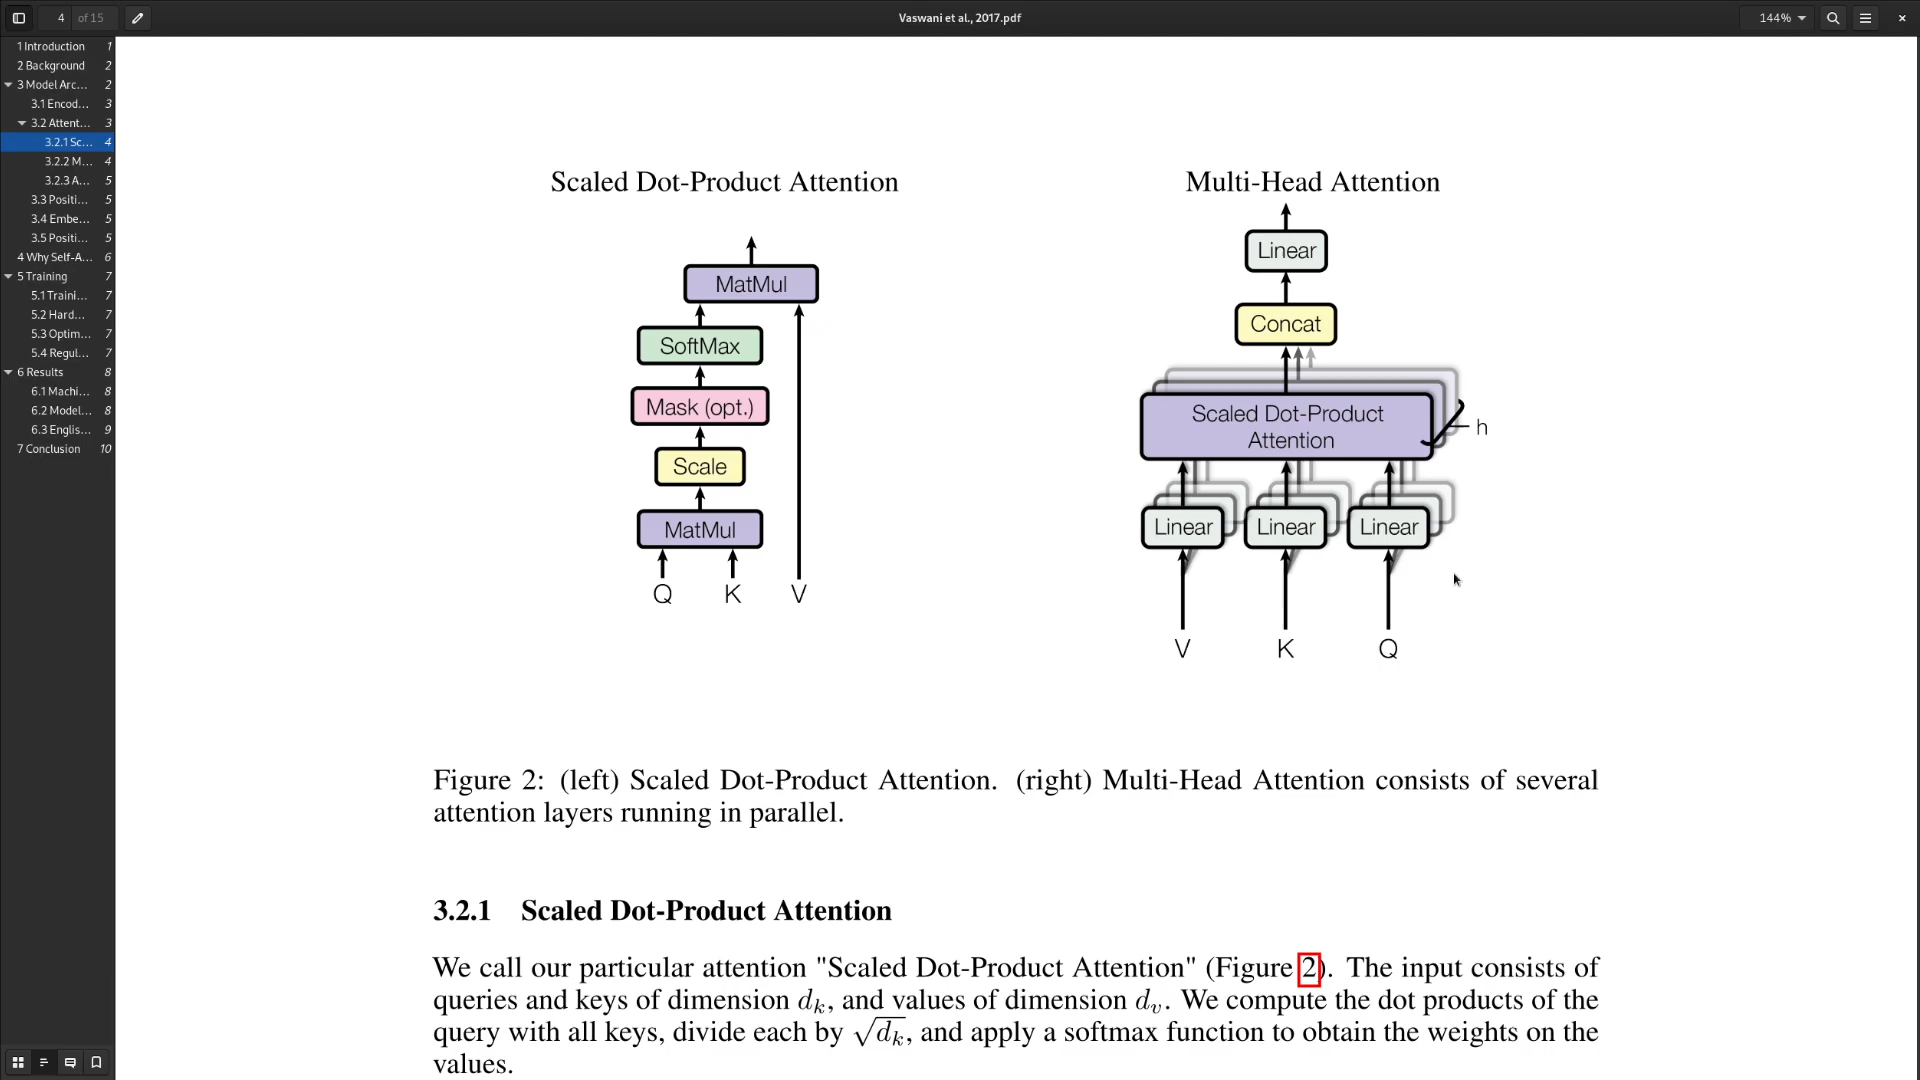 4 of 15
Vaswani et al., 2017.pdf
144%
1 Introduction 1
2 Background 2
3 Model Arc... 2
3.1 Encod... 3
3.2 Attent... 3
3.2.1 Sc... 4
3.2.2 M... 4
3.2.3 A... 5
3.3 Positi... 5
3.4 Embe... 5
3.5 Positi... 5
4 Why Self-A... 6
5 Training 7
5.1 Traini... 7
5.2 Hard... 7
5.3 Optim... 7
5.4 Regul... 7
6 Results 8
6.1 Machi... 8
6.2 Model... 8
6.3 Englis... 9
7 Conclusion 10
Scaled Dot-Product Attention
MatMul
SoftMax
Mask (opt.)
Scale
MatMul
Q K V
Multi-Head Attention
Linear
Concat
Scaled Dot-Product
Attention
h
Linear Linear Linear
V K Q
Figure 2: (left) Scaled Dot-Product Attention. (right) Multi-Head Attention consists of several
attention layers running in parallel.
3.2.1 Scaled Dot-Product Attention
We call our particular attention "Scaled Dot-Product Attention" (Figure 2). The input consists of
queries and keys of dimension dₖ, and values of dimension dᵥ. We compute the dot products of the
query with all keys, divide each by √dₖ, and apply a softmax function to obtain the weights on the
values.